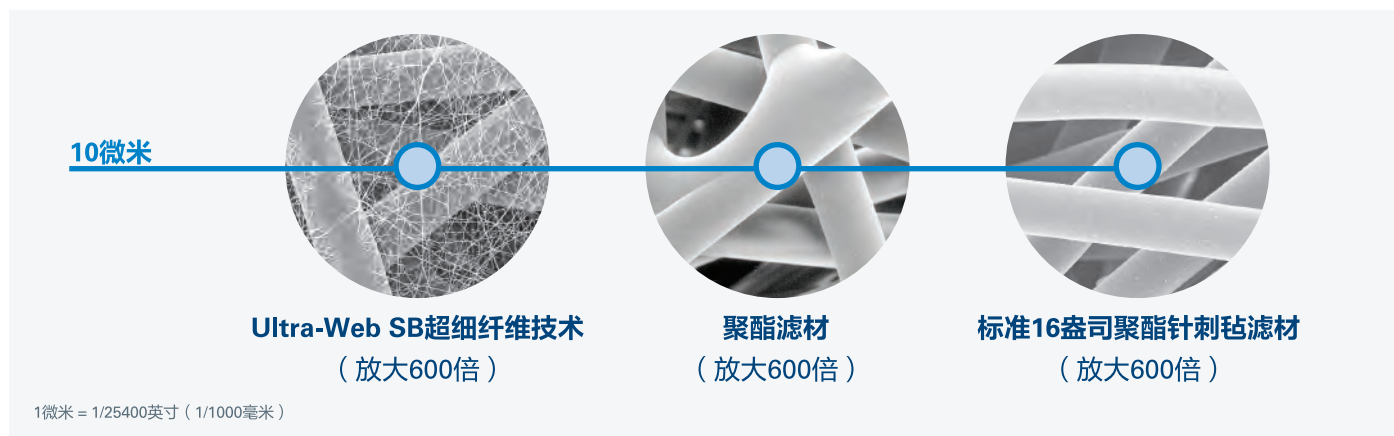 10微米
Ultra-Web SB超细纤维技术
（放大600倍）
聚酯滤材
（放大600倍）
标准16盎司聚酯针刺毡滤材
（放大600倍）
1微米 = 1/25400英寸（1/1000毫米）